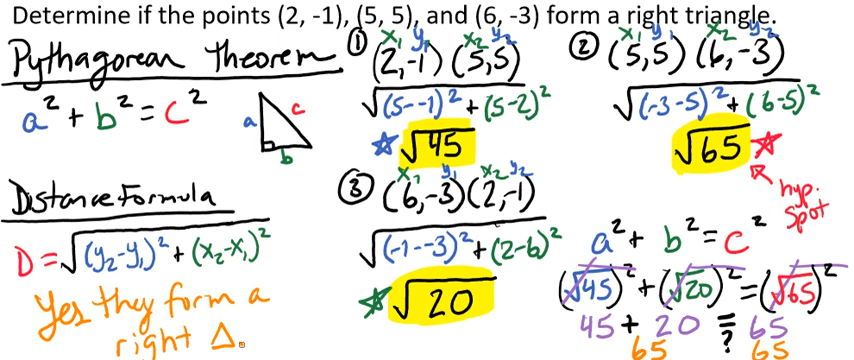 Determine if the points (2, -1), (5, 5), and (6, -3) form a right triangle.
Pythagorean Theorem
a² + b² = c²
a
c
b
Distance Formula
D = √(y₂-y₁)² + (x₂-x₁)²
Yes they form a
right Δ.
①
x₁ y₁ x₂ y₂
(2,-1) (5,5)
√(5--1)² + (5-2)²
☆ √45
③
x₁ y₁ x₂ y₂
(6,-3) (2,-1)
√(-1--3)² + (2-6)²
☆ √20
②
x₁ y₁ x₂ y₂
(5,5) (6,-3)
√(-3-5)² + (6-5)²
√65 ☆
hyp.
spot
a² + b² = c²
(√45)² + (√20)² = (√65)²
45 + 20 = 65
?
65 65